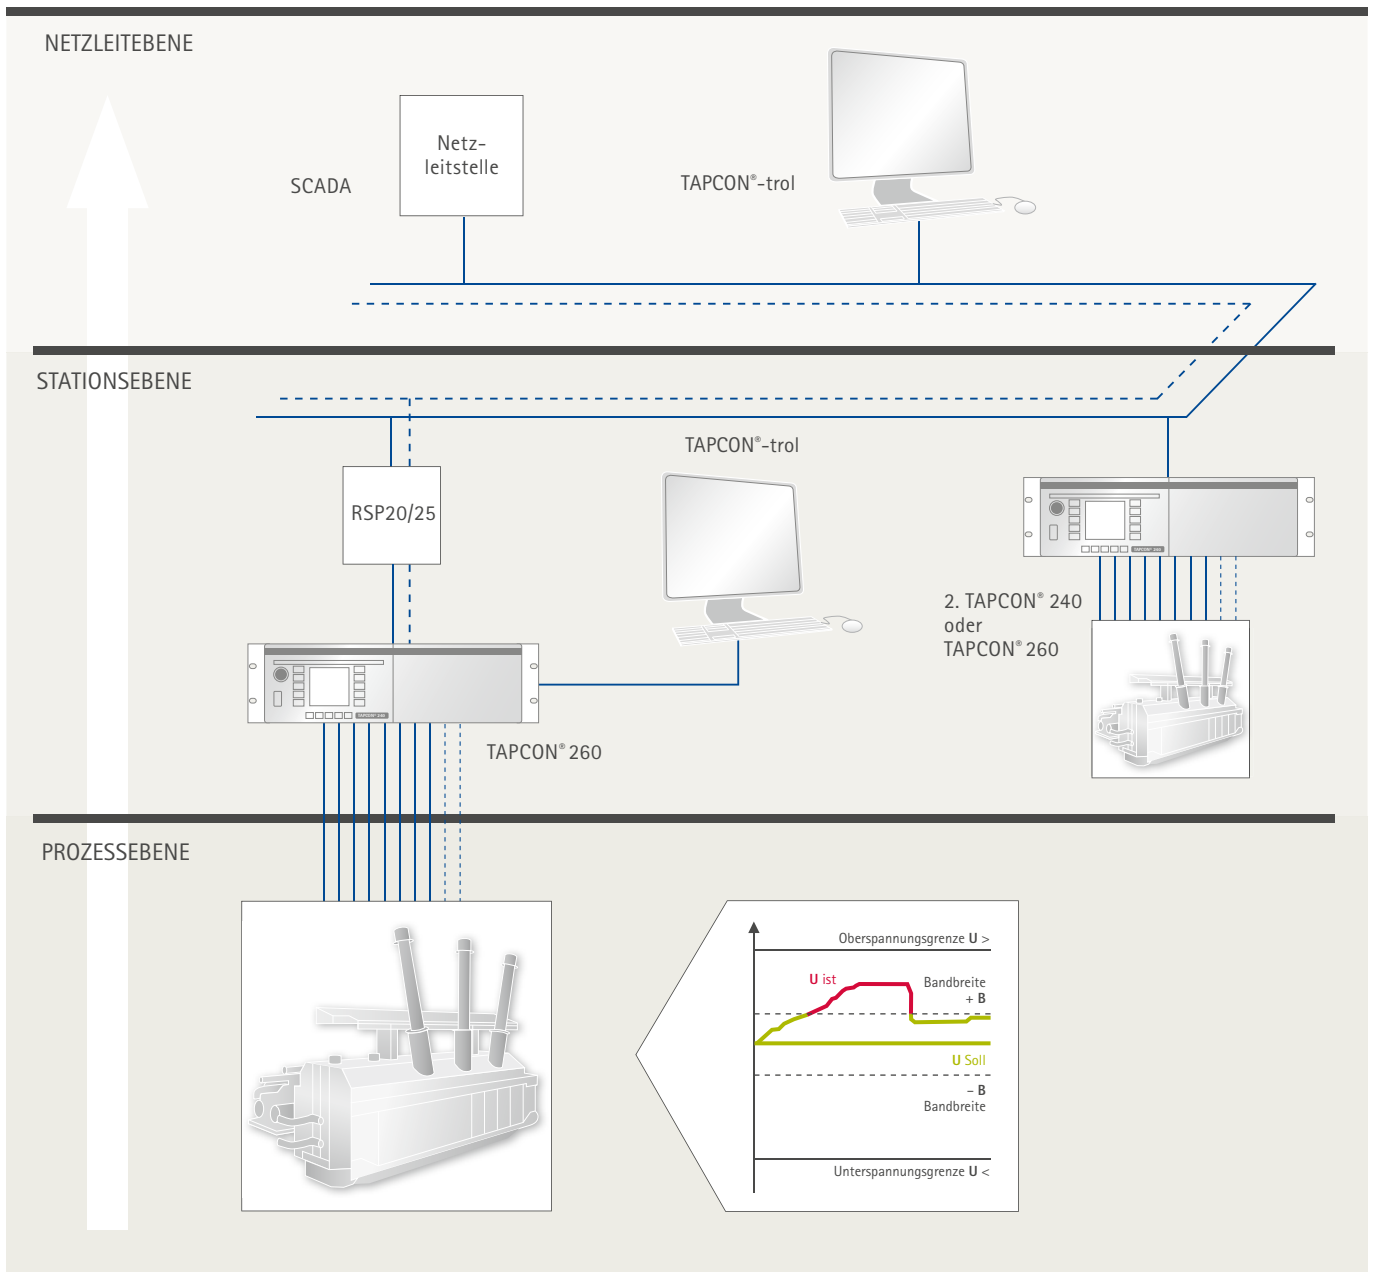 NETZLEITEBENE
Netz-
leitstelle
SCADA
TAPCON®-trol
STATIONSEBENE
TAPCON®-trol
RSP20/25
2. TAPCON® 240
oder
TAPCON® 260
TAPCON® 260
PROZESSEBENE
Oberspannungsgrenze U >
U ist
Bandbreite
+ B
U Soll
– B
Bandbreite
Unterspannungsgrenze U <